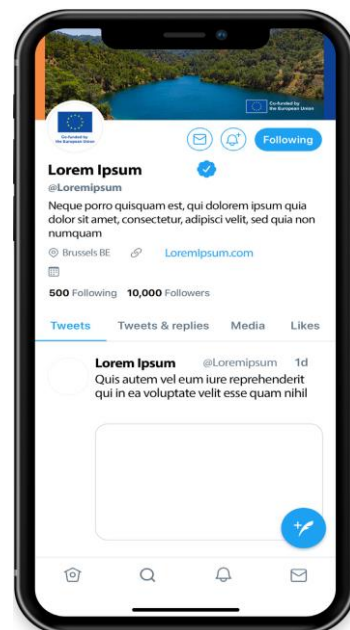 Co-funded by
the European Union
Co-funded by
the European Union
Following
Lorem Ipsum
@Loremipsum
Neque porro quisquam est, qui dolorem ipsum quia
dolor sit amet, consectetur, adipisci velit, sed quia non
numquam
Brussels BE LoremIpsum.com
500 Following 10,000 Followers
Tweets Tweets & replies Media Likes
Lorem Ipsum @Loremipsum 1d
Quis autem vel eum iure reprehenderit
qui in ea voluptate velit esse quam nihil